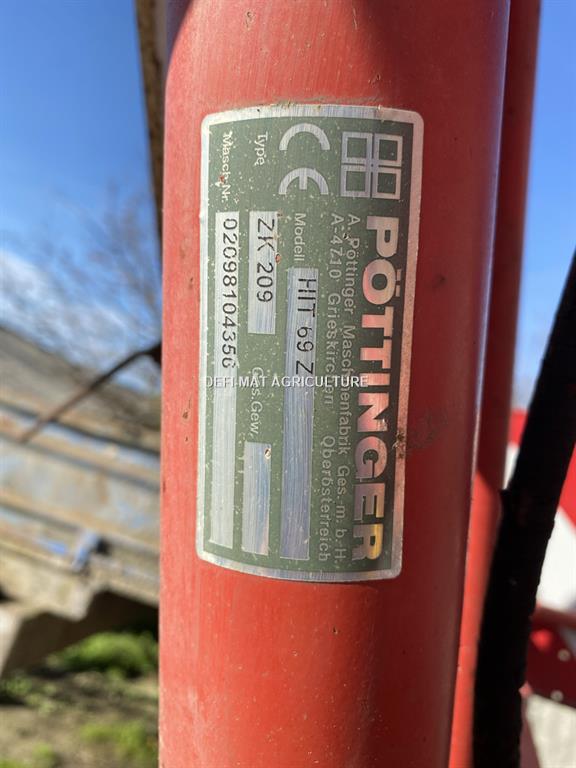 PÖTTINGER
A. Pöttinger Maschinenfabrik Ges. m. b. H.
A-4710 Grieskirchen Oberösterreich
CE
Modell HIT 69 Z
Type ZK 209 Ges.Gew.
Masch.Nr. 02098104356
DEFI-MAT AGRICULTURE